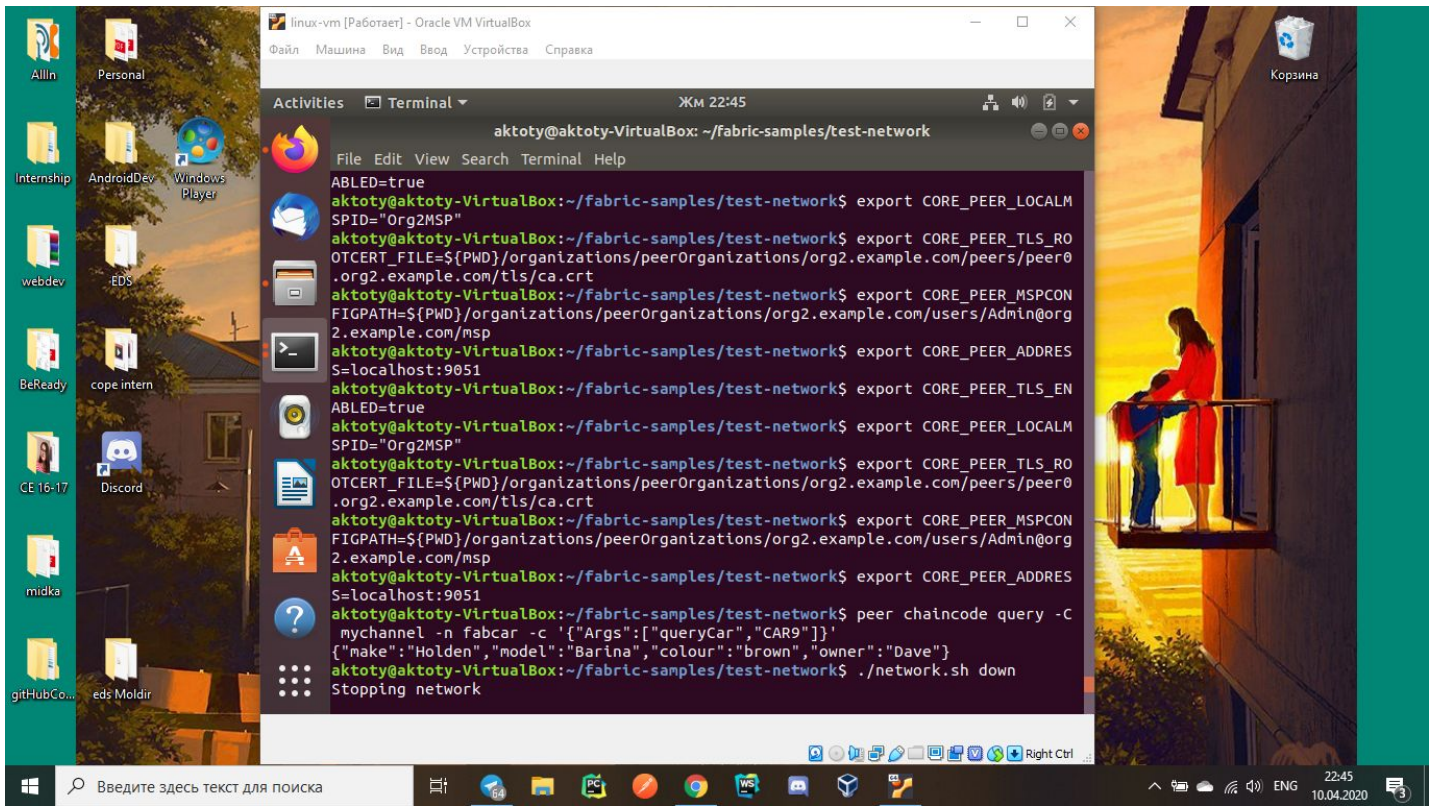 linux-vm [Работает] - Oracle VM VirtualBox
Файл Машина Вид Ввод Устройства Справка
Activities Terminal Жм 22:45
aktoty@aktoty-VirtualBox: ~/fabric-samples/test-network
File Edit View Search Terminal Help
ABLED=true
aktoty@aktoty-VirtualBox:~/fabric-samples/test-network$ export CORE_PEER_LOCALM
SPID="Org2MSP"
aktoty@aktoty-VirtualBox:~/fabric-samples/test-network$ export CORE_PEER_TLS_RO
OTCERT_FILE=${PWD}/organizations/peerOrganizations/org2.example.com/peers/peer0
.org2.example.com/tls/ca.crt
aktoty@aktoty-VirtualBox:~/fabric-samples/test-network$ export CORE_PEER_MSPCON
FIGPATH=${PWD}/organizations/peerOrganizations/org2.example.com/users/Admin@org
2.example.com/msp
aktoty@aktoty-VirtualBox:~/fabric-samples/test-network$ export CORE_PEER_ADDRES
S=localhost:9051
aktoty@aktoty-VirtualBox:~/fabric-samples/test-network$ export CORE_PEER_TLS_EN
ABLED=true
aktoty@aktoty-VirtualBox:~/fabric-samples/test-network$ export CORE_PEER_LOCALM
SPID="Org2MSP"
aktoty@aktoty-VirtualBox:~/fabric-samples/test-network$ export CORE_PEER_TLS_RO
OTCERT_FILE=${PWD}/organizations/peerOrganizations/org2.example.com/peers/peer0
.org2.example.com/tls/ca.crt
aktoty@aktoty-VirtualBox:~/fabric-samples/test-network$ export CORE_PEER_MSPCON
FIGPATH=${PWD}/organizations/peerOrganizations/org2.example.com/users/Admin@org
2.example.com/msp
aktoty@aktoty-VirtualBox:~/fabric-samples/test-network$ export CORE_PEER_ADDRES
S=localhost:9051
aktoty@aktoty-VirtualBox:~/fabric-samples/test-network$ peer chaincode query -C
mychannel -n fabcar -c '{"Args":["queryCar","CAR9"]}'
{"make":"Holden","model":"Barina","colour":"brown","owner":"Dave"}
aktoty@aktoty-VirtualBox:~/fabric-samples/test-network$ ./network.sh down
Stopping network
Right Ctrl
AllIn
Personal
Internship
AndroidDev
Windows
Player
webdev
EDS
BeReady
cope intern
CE 16-17
Discord
midka
gitHubCo...
eds Moldir
Корзина
Введите здесь текст для поиска
64
PC
WS
ENG
22:45
10.04.2020
3